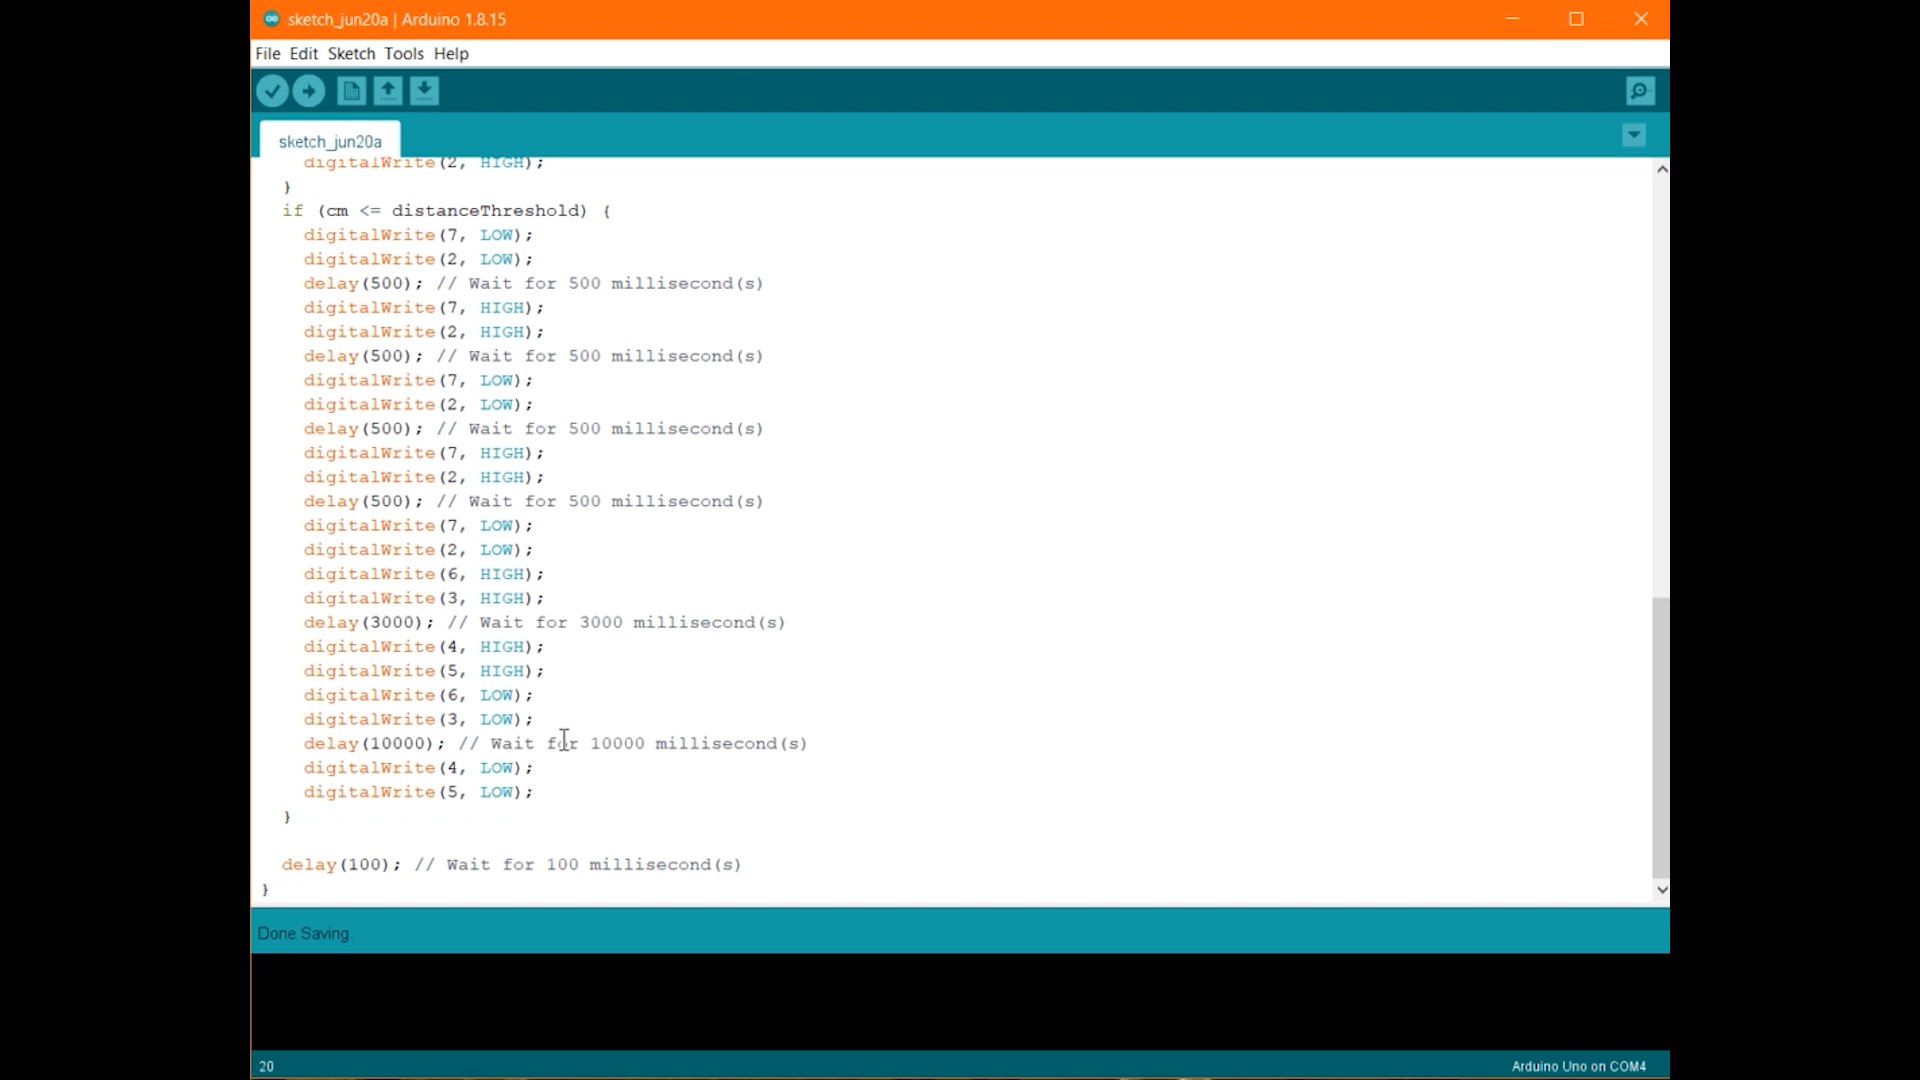 sketch_jun20a | Arduino 1.8.15
File Edit Sketch Tools Help
sketch_jun20a
digitalWrite(2, HIGH);
}
if (cm <= distanceThreshold) {
digitalWrite(7, LOW);
digitalWrite(2, LOW);
delay(500); // Wait for 500 millisecond(s)
digitalWrite(7, HIGH);
digitalWrite(2, HIGH);
delay(500); // Wait for 500 millisecond(s)
digitalWrite(7, LOW);
digitalWrite(2, LOW);
delay(500); // Wait for 500 millisecond(s)
digitalWrite(7, HIGH);
digitalWrite(2, HIGH);
delay(500); // Wait for 500 millisecond(s)
digitalWrite(7, LOW);
digitalWrite(2, LOW);
digitalWrite(6, HIGH);
digitalWrite(3, HIGH);
delay(3000); // Wait for 3000 millisecond(s)
digitalWrite(4, HIGH);
digitalWrite(5, HIGH);
digitalWrite(6, LOW);
digitalWrite(3, LOW);
delay(10000); // Wait for 10000 millisecond(s)
digitalWrite(4, LOW);
digitalWrite(5, LOW);
}
delay(100); // Wait for 100 millisecond(s)
}
Done Saving.
20
Arduino Uno on COM4